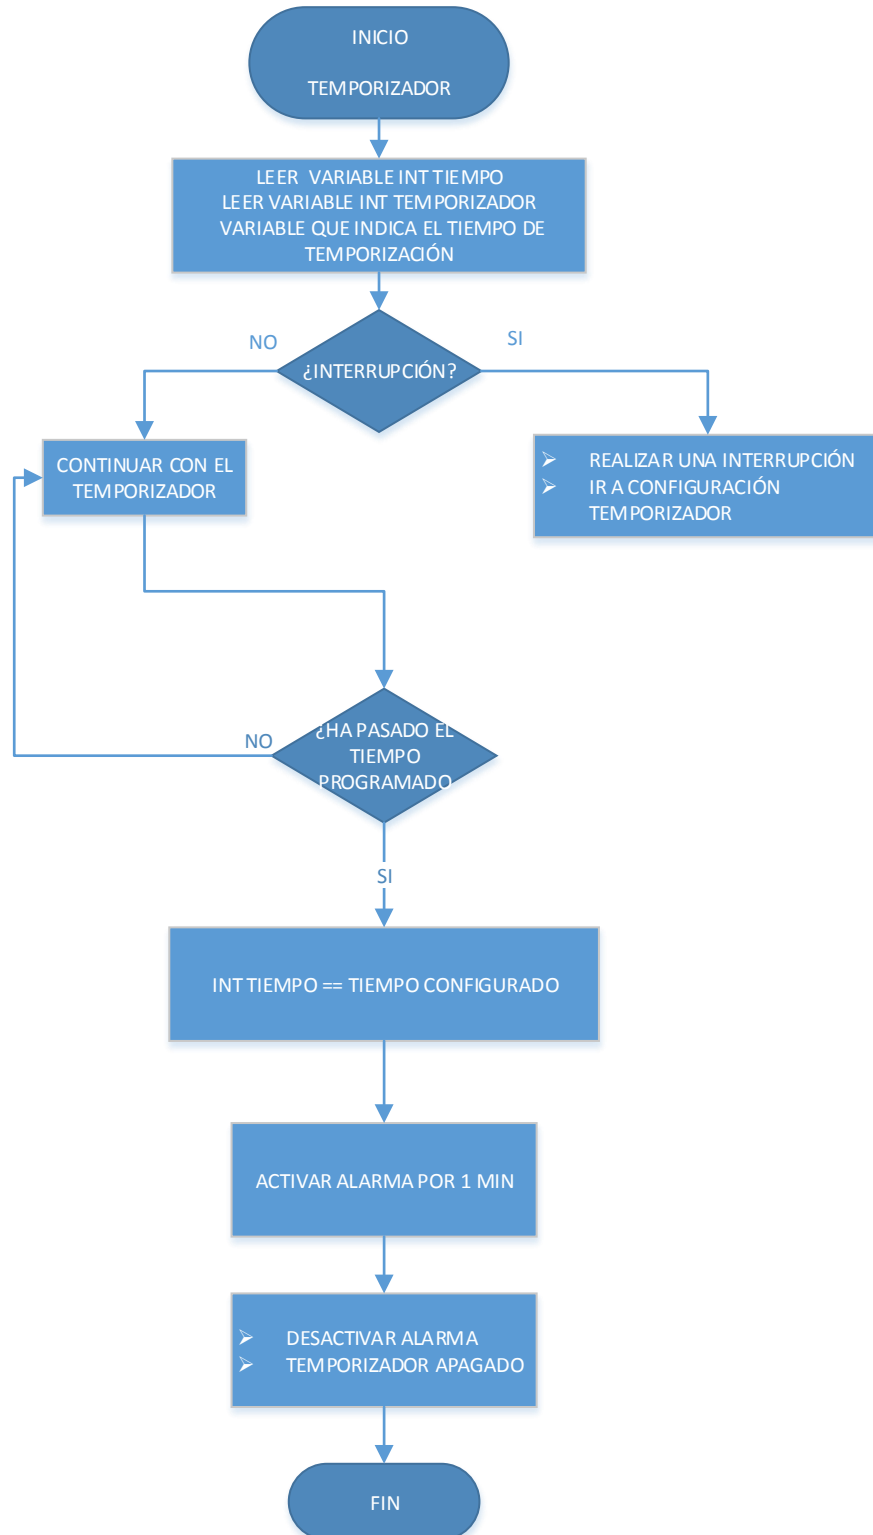 INICIO
TEMPORIZADOR
LEER VARIABLE INT TIEMPO
LEER VARIABLE INT TEMPORIZADOR
VARIABLE QUE INDICA EL TIEMPO DE
TEMPORIZACIÓN
NO
SI
¿INTERRUPCIÓN?
CONTINUAR CON EL
TEMPORIZADOR
➢ REALIZAR UNA INTERRUPCIÓN
➢ IR A CONFIGURACIÓN
TEMPORIZADOR
¿HA PASADO EL
TIEMPO
PROGRAMADO
NO
SI
INT TIEMPO == TIEMPO CONFIGURADO
ACTIVAR ALARMA POR 1 MIN
➢ DESACTIVAR ALARMA
➢ TEMPORIZADOR APAGADO
FIN